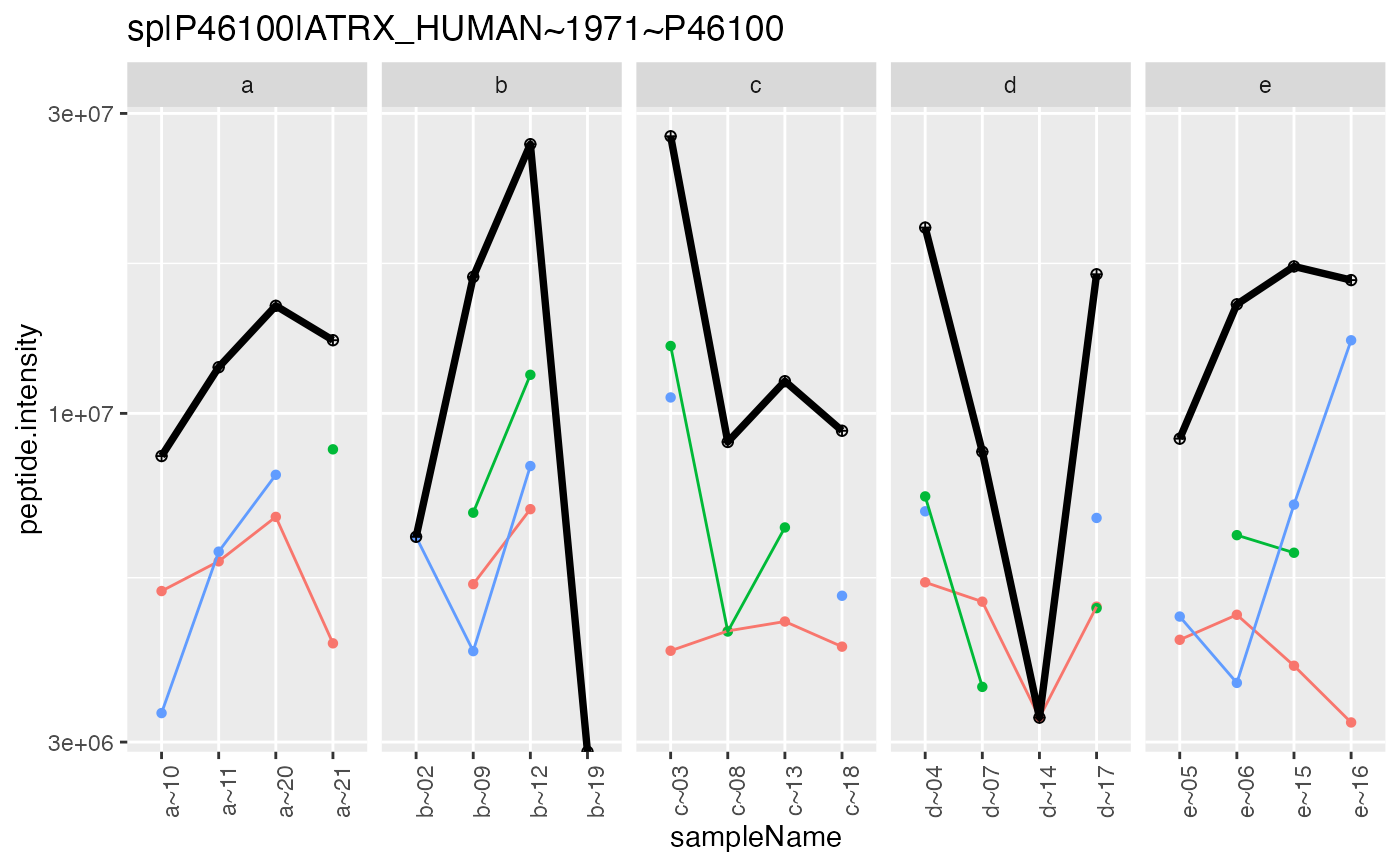 sp|P46100|ATRX_HUMAN~1971~P46100
a b c d e
3e+07
1e+07
3e+06
peptide.intensity
a~10 a~11 a~20 a~21 b~02 b~09 b~12 b~19 c~03 c~08 c~13 c~18 d~04 d~07 d~14 d~17 e~05 e~06 e~15 e~16
sampleName